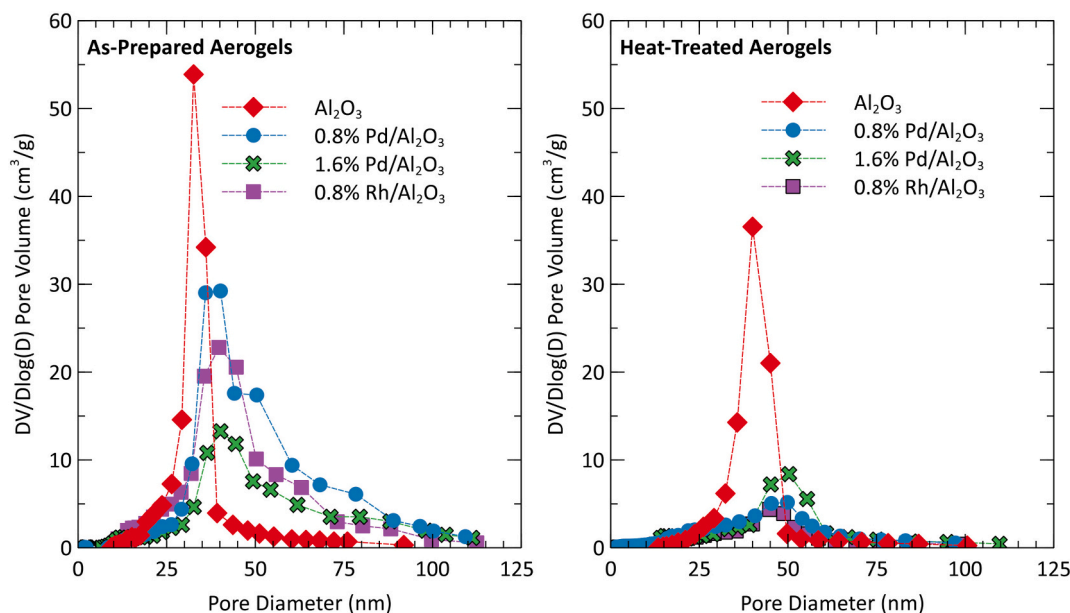 As-Prepared Aerogels
60
50
40
30
20
10
0
DV/Dlog(D) Pore Volume (cm³/g)
Al₂O₃
0.8% Pd/Al₂O₃
1.6% Pd/Al₂O₃
0.8% Rh/Al₂O₃
0 25 50 75 100 125
Pore Diameter (nm)
Heat-Treated Aerogels
60
50
40
30
20
10
0
DV/Dlog(D) Pore Volume (cm³/g)
Al₂O₃
0.8% Pd/Al₂O₃
1.6% Pd/Al₂O₃
0.8% Rh/Al₂O₃
0 25 50 75 100 125
Pore Diameter (nm)